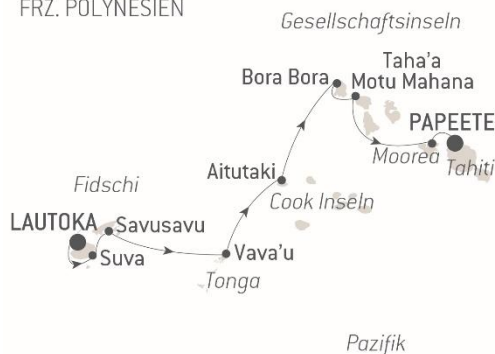 FRZ. POLYNESIEN
Gesellschaftsinseln
Taha'a
Bora Bora
Motu Mahana
PAPEETE
Moorea
Tahiti
Aitutaki
Cook Inseln
Fidschi
LAUTOKA
Savusavu
Suva
Vava'u
Tonga
Pazifik